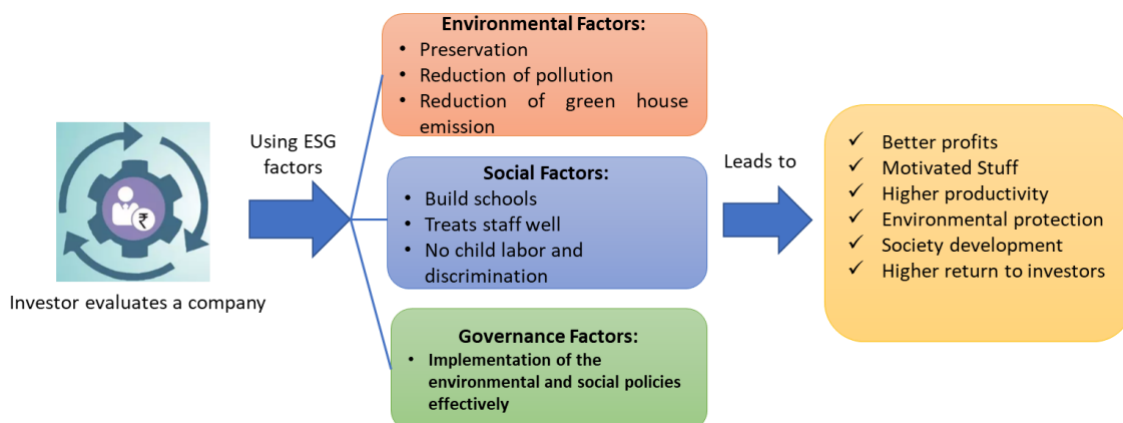 ₹
Investor evaluates a company
Using ESG
factors
Environmental Factors:
• Preservation
• Reduction of pollution
• Reduction of green house
emission
Social Factors:
• Build schools
• Treats staff well
• No child labor and
discrimination
Governance Factors:
• Implementation of the
environmental and social policies
effectively
Leads to
✓ Better profits
✓ Motivated Stuff
✓ Higher productivity
✓ Environmental protection
✓ Society development
✓ Higher return to investors